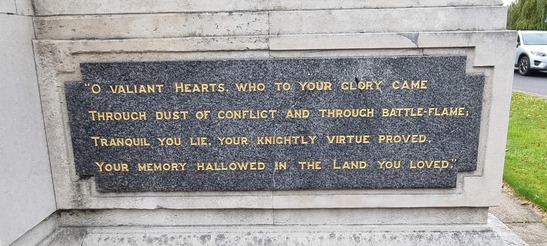 "O VALIANT HEARTS, WHO TO YOUR GLORY CAME
THROUGH DUST OF CONFLICT AND THROUGH BATTLE-FLAME;
TRANQUIL YOU LIE, YOUR KNIGHTLY VIRTUE PROVED,
YOUR MEMORY HALLOWED IN THE LAND YOU LOVED."